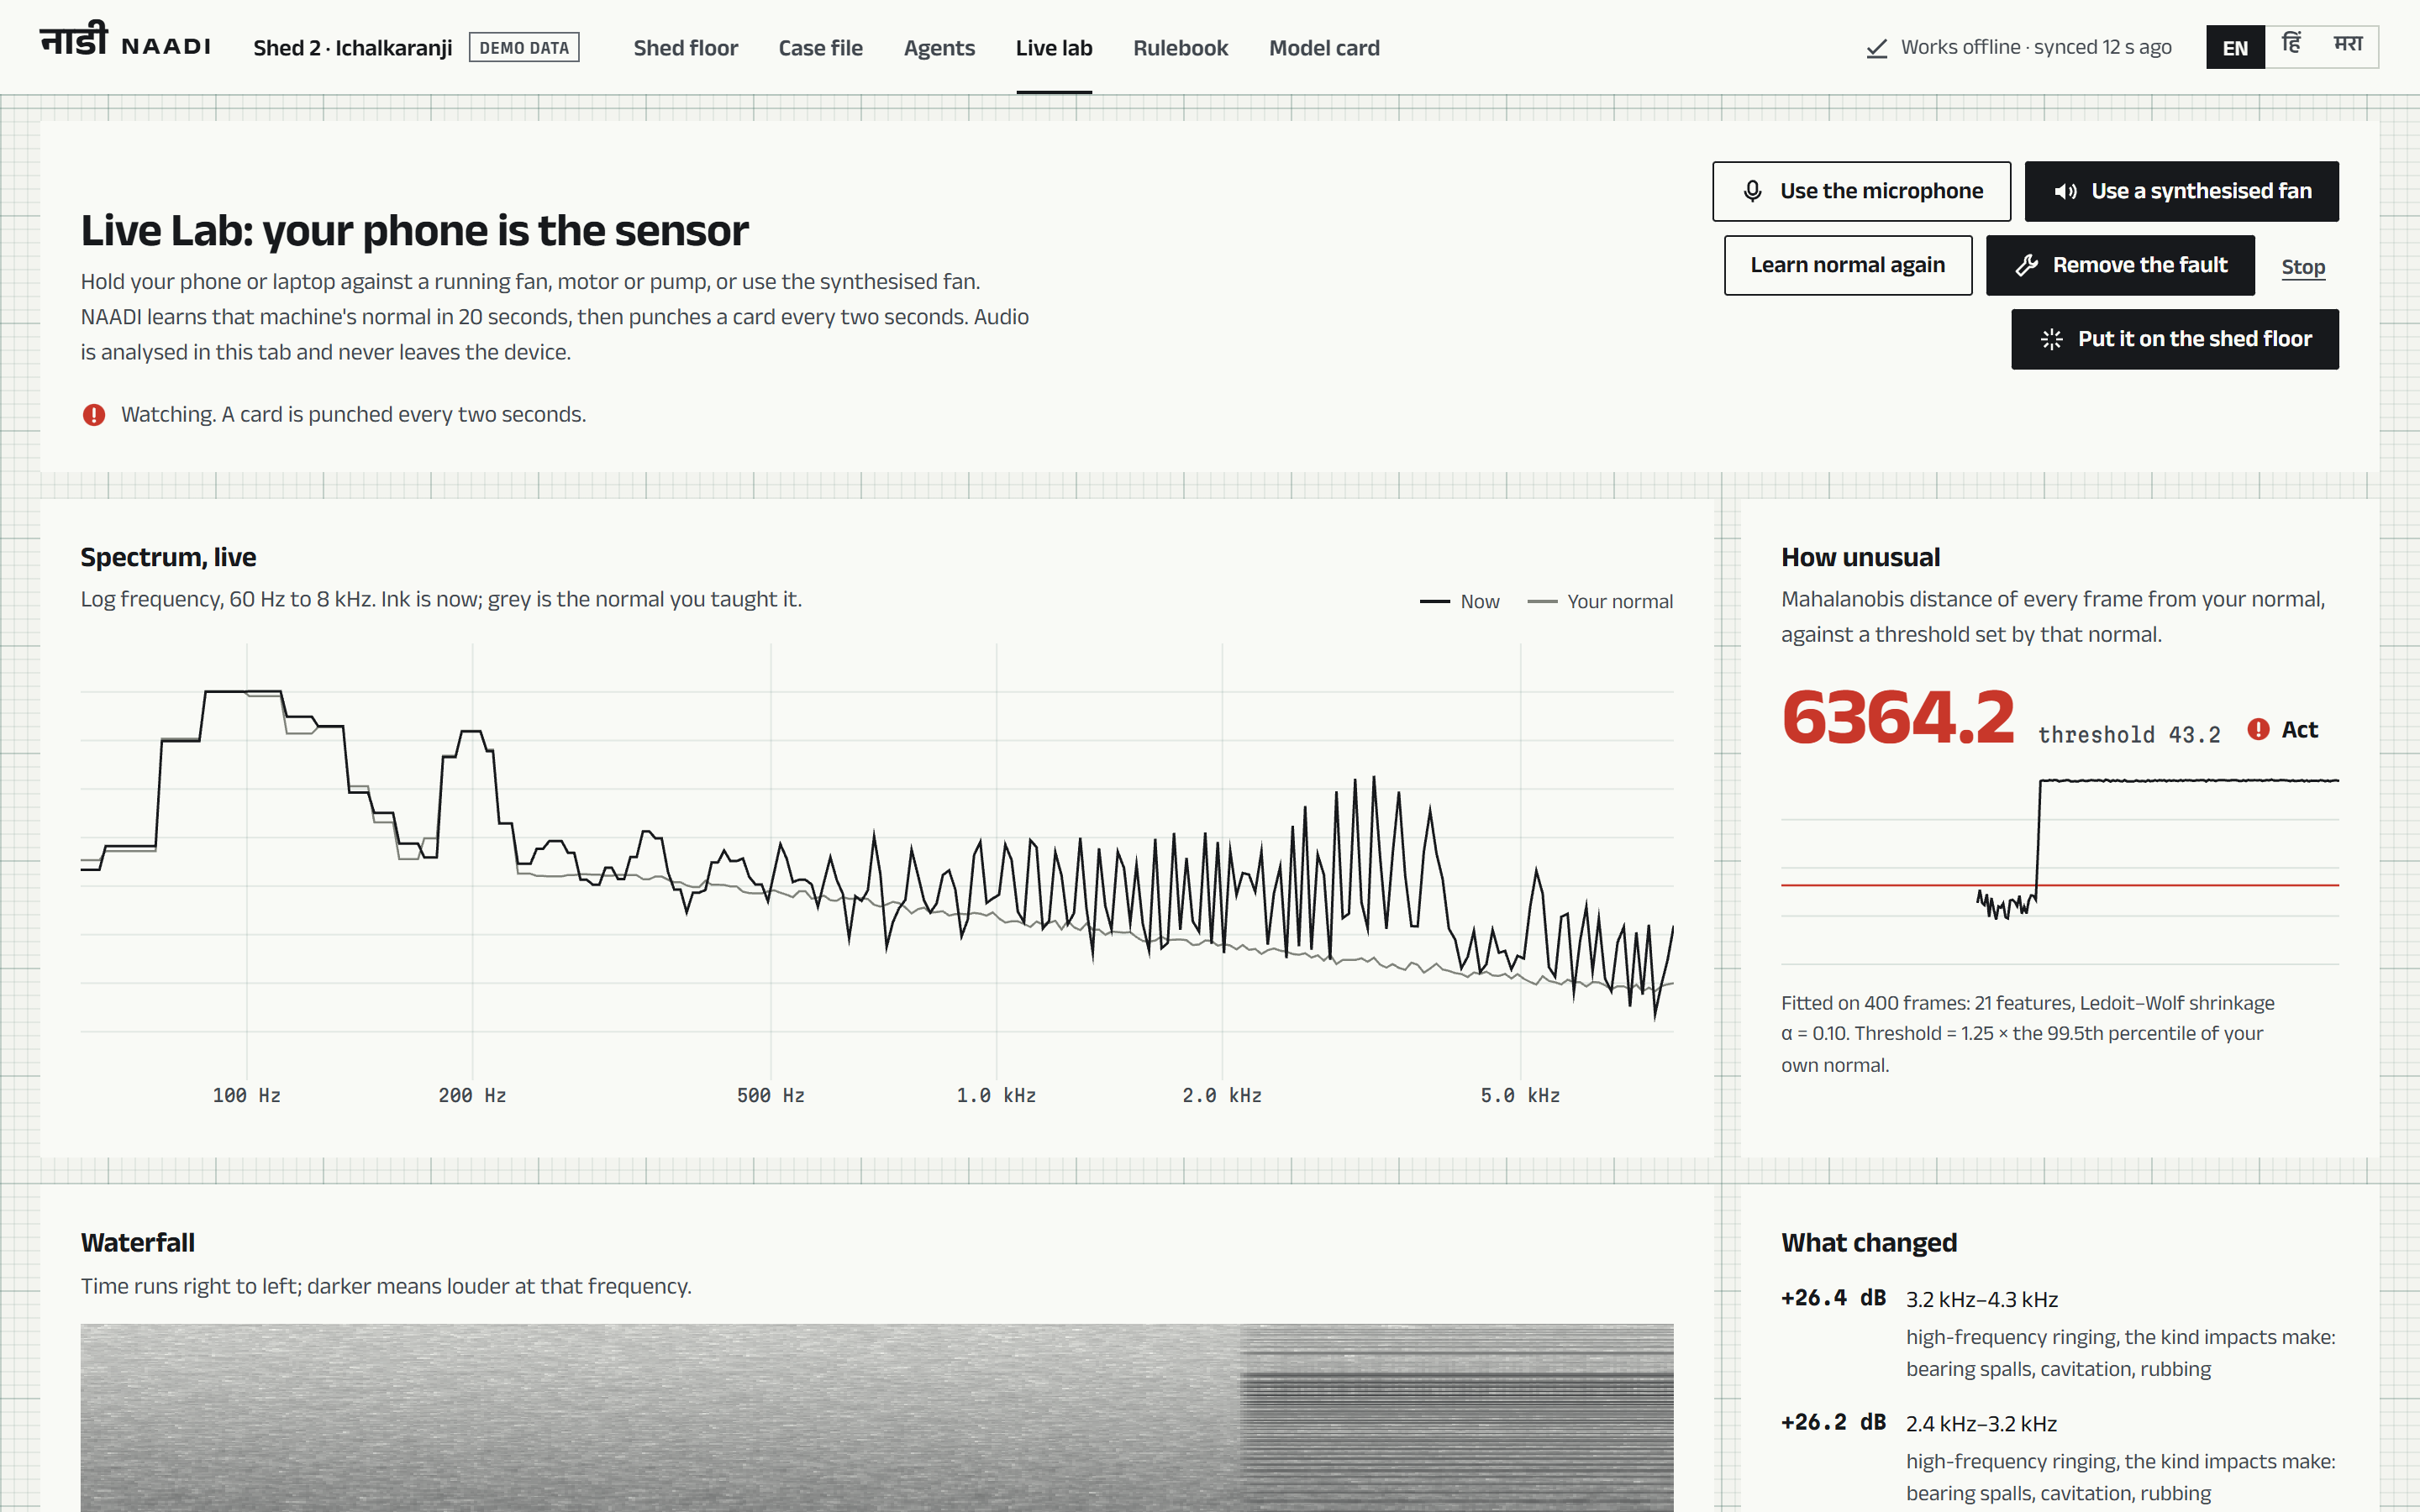 नाडी NAADI
Shed 2 · Ichalkaranji
DEMO DATA
Shed floor
Case file
Agents
Live lab
Rulebook
Model card
Works offline · synced 12 s ago
EN
हिं
मरा
Live Lab: your phone is the sensor
Hold your phone or laptop against a running fan, motor or pump, or use the synthesised fan.
NAADI learns that machine's normal in 20 seconds, then punches a card every two seconds. Audio
is analysed in this tab and never leaves the device.
Watching. A card is punched every two seconds.
Use the microphone
Use a synthesised fan
Learn normal again
Remove the fault
Stop
Put it on the shed floor
Spectrum, live
Log frequency, 60 Hz to 8 kHz. Ink is now; grey is the normal you taught it.
Now
Your normal
100 Hz
200 Hz
500 Hz
1.0 kHz
2.0 kHz
5.0 kHz
How unusual
Mahalanobis distance of every frame from your normal,
against a threshold set by that normal.
6364.2
threshold 43.2
Act
Fitted on 400 frames: 21 features, Ledoit–Wolf shrinkage
α = 0.10. Threshold = 1.25 × the 99.5th percentile of your
own normal.
Waterfall
Time runs right to left; darker means louder at that frequency.
What changed
+26.4 dB
3.2 kHz–4.3 kHz
high-frequency ringing, the kind impacts make:
bearing spalls, cavitation, rubbing
+26.2 dB
2.4 kHz–3.2 kHz
high-frequency ringing, the kind impacts make:
bearing spalls, cavitation, rubbing